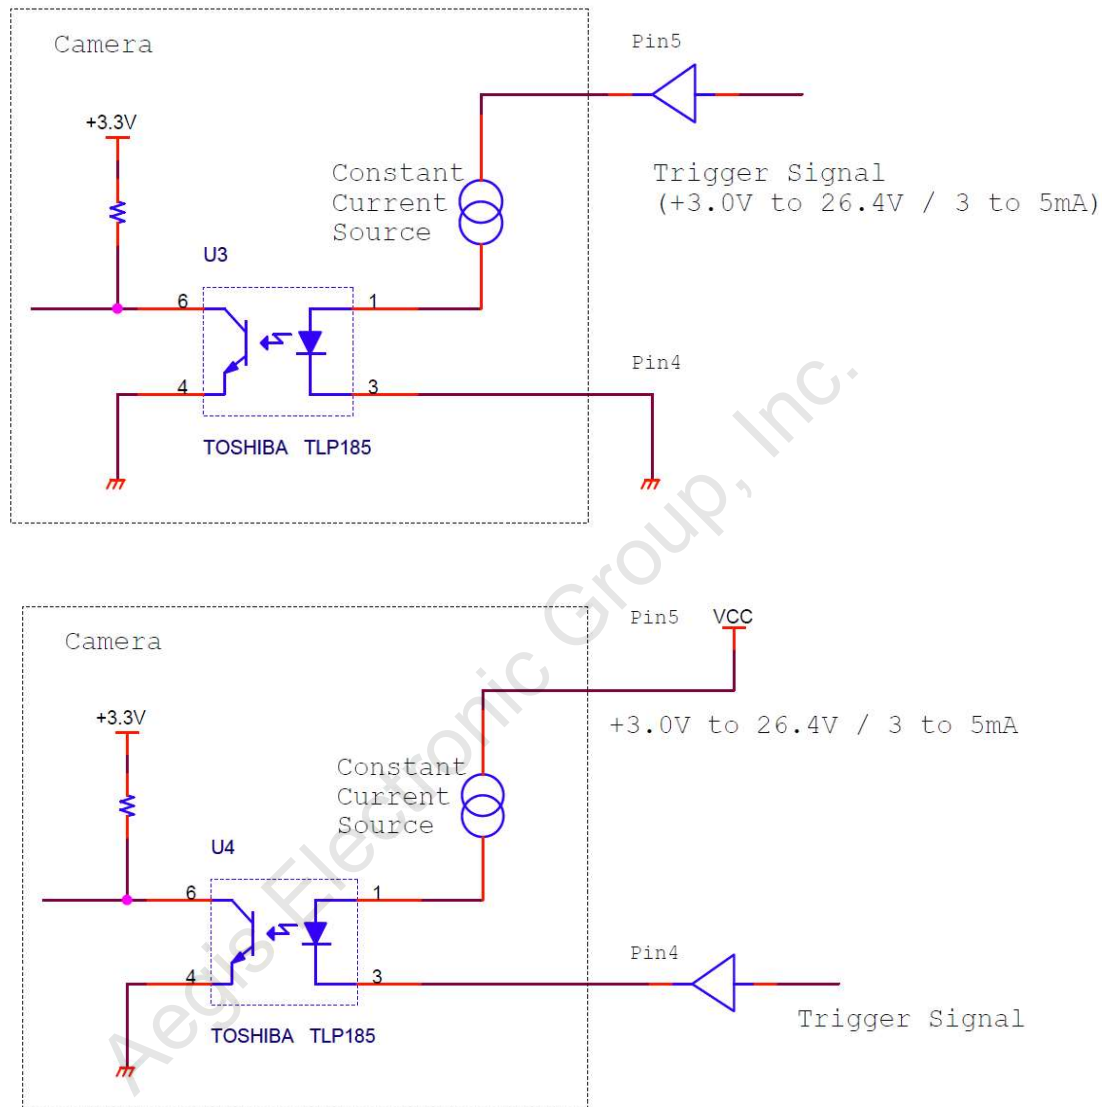 Camera
Pin5
+3.3V
Constant
Current
Source
Trigger Signal
(+3.0V to 26.4V / 3 to 5mA)
U3
6
1
Pin4
4
3
TOSHIBA TLP185
Camera
Pin5
VCC
+3.3V
+3.0V to 26.4V / 3 to 5mA
Constant
Current
Source
U4
6
1
Pin4
4
3
Trigger Signal
TOSHIBA TLP185
Aegis Electronic Group, Inc.